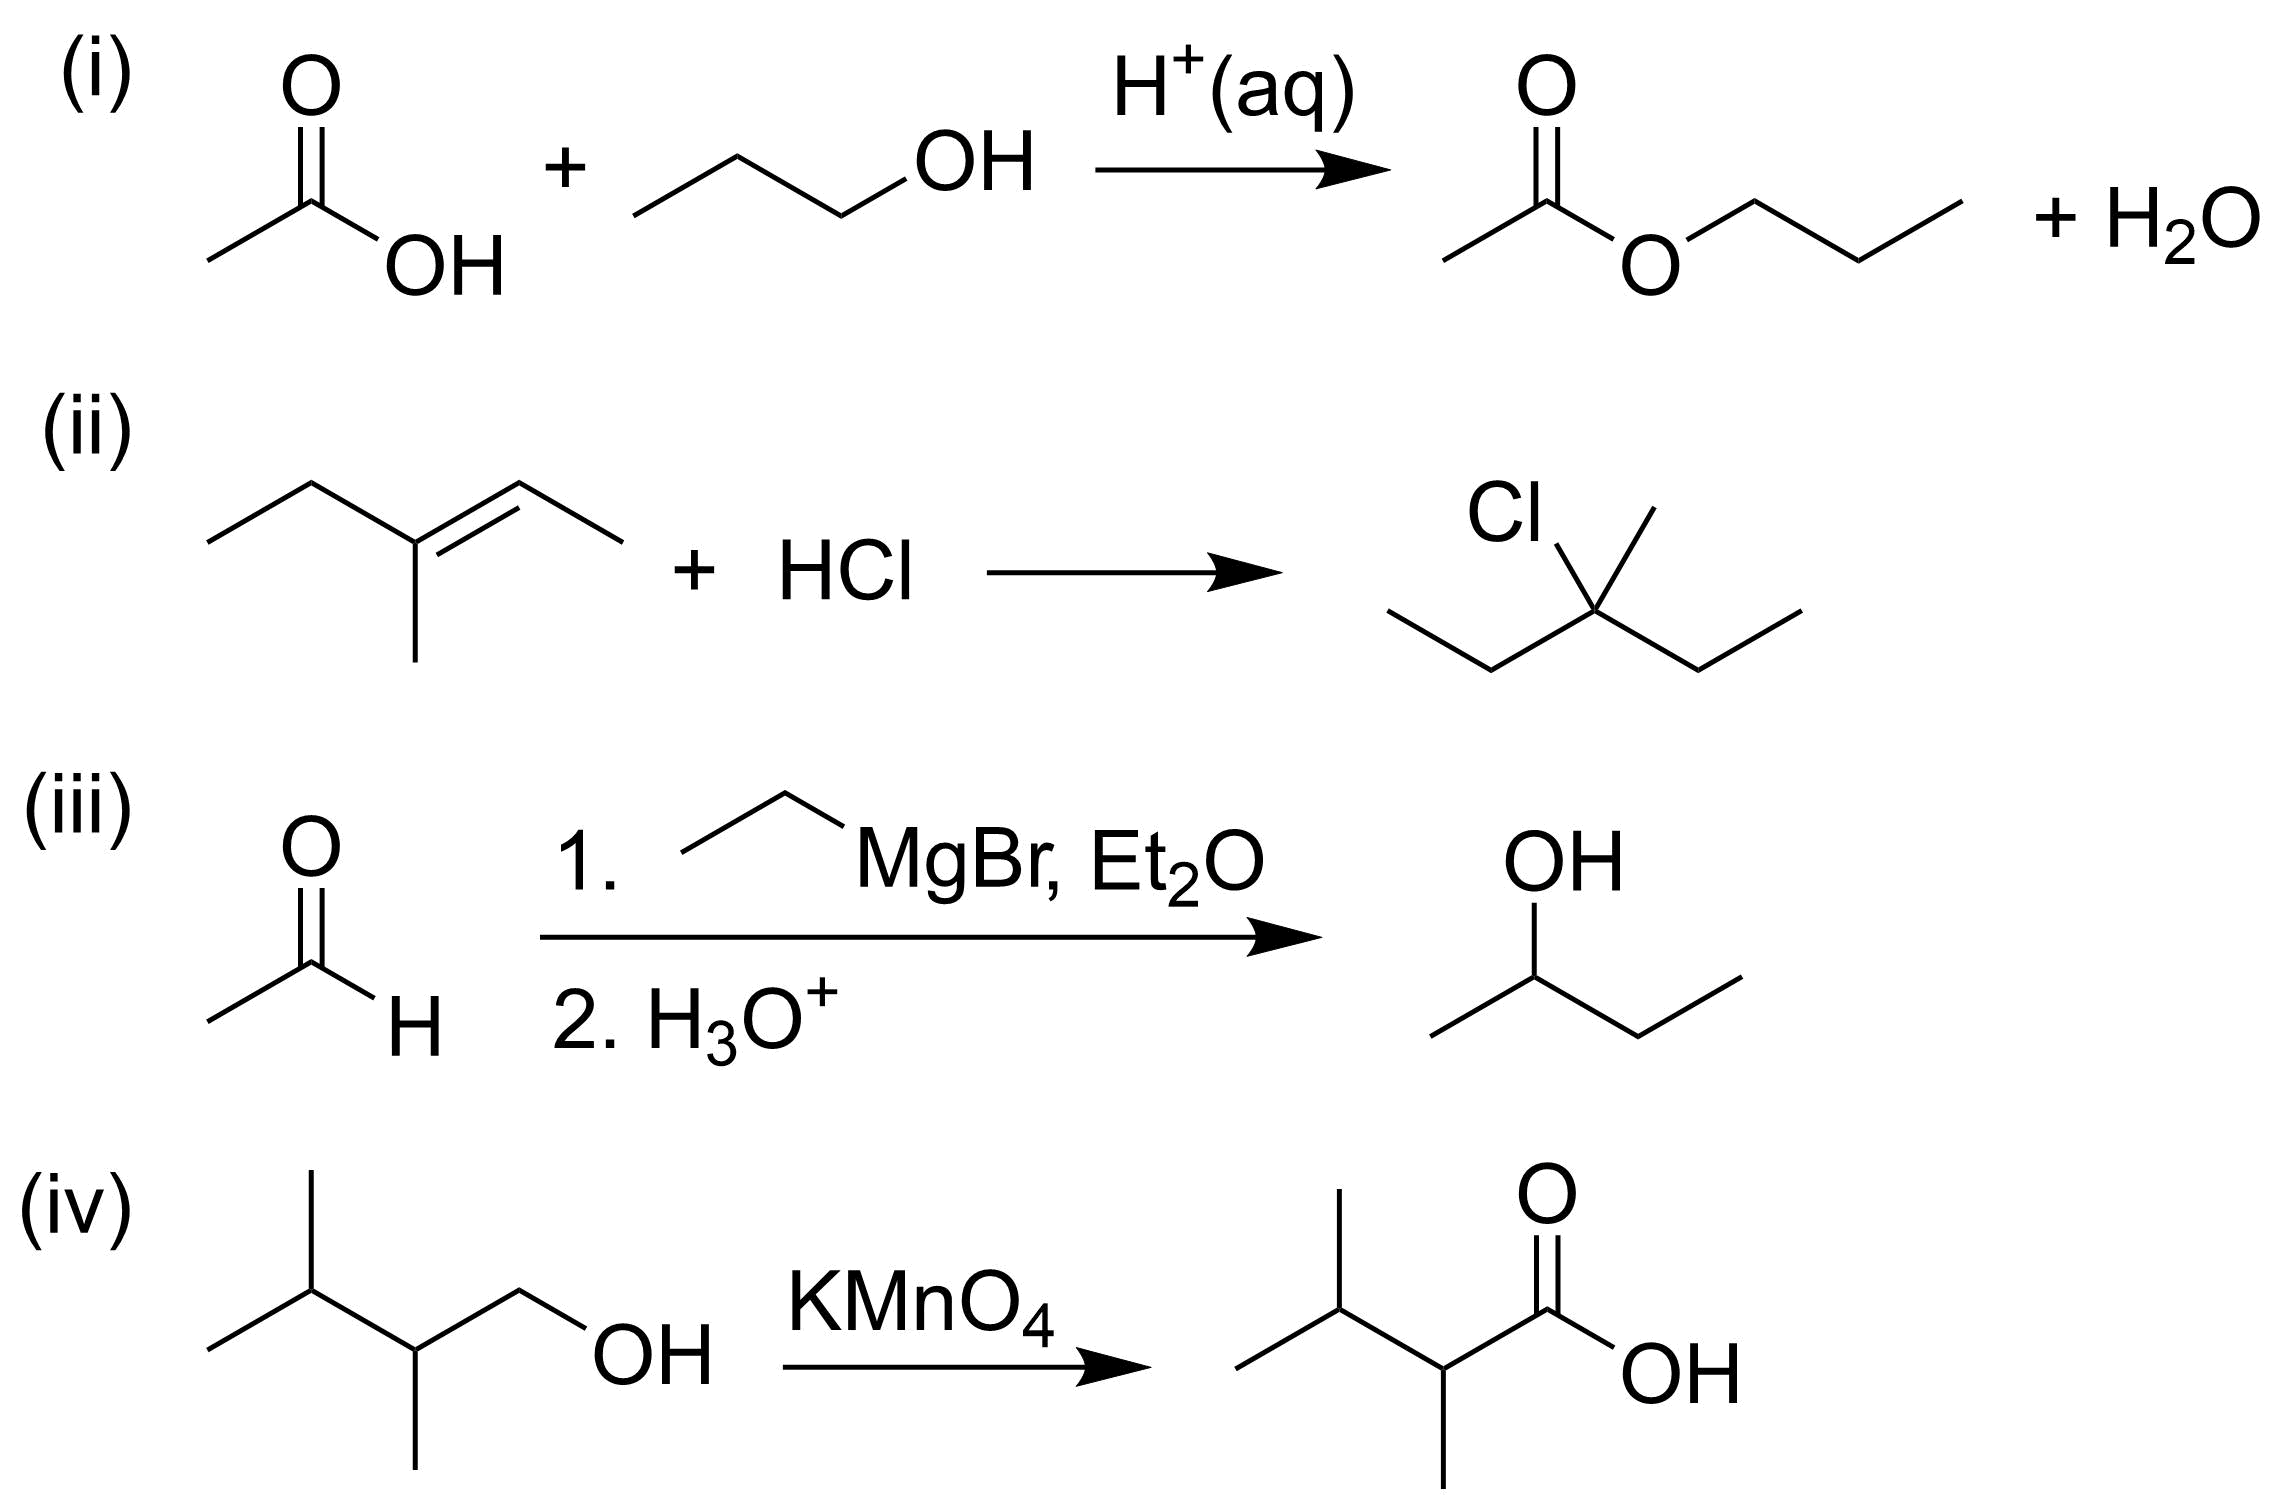 (i)
O
OH
+
OH
H⁺(aq)
O
O
+ H₂O
(ii)
+ HCl
Cl
(iii)
O
H
1. MgBr, Et₂O
2. H₃O⁺
OH
(iv)
OH
KMnO₄
O
OH